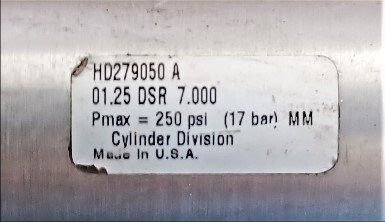 HD279050 A
01.25 DSR 7.000
Pmax = 250 psi (17 bar) MM
Cylinder Division
Made In U.S.A.